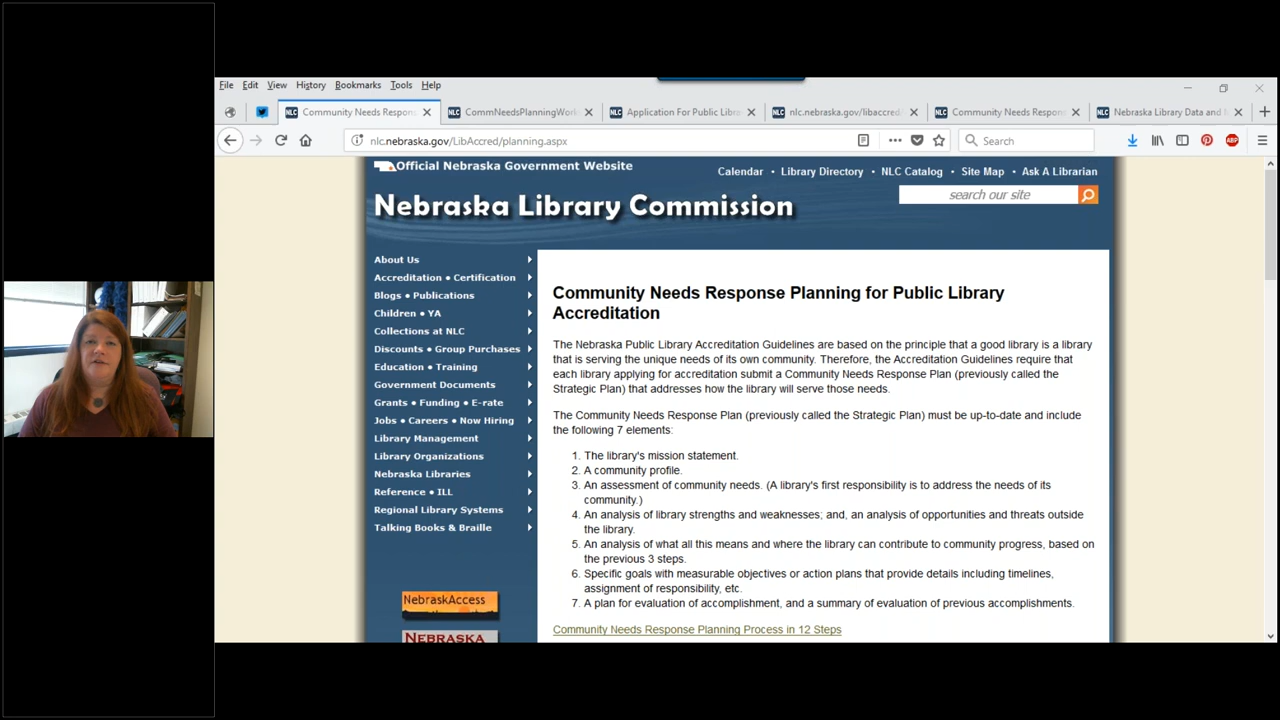 File Edit View History Bookmarks Tools Help
Community Needs Respon
CommNeedsPlanningWork
Application For Public Libra
nlc.nebraska.gov/libaccred/
Community Needs Respons
Nebraska Library Data and
nlc.nebraska.gov/LibAccred/planning.aspx
Search
ABP
Official Nebraska Government Website
Calendar • Library Directory • NLC Catalog • Site Map • Ask A Librarian
Nebraska Library Commission
search our site
About Us
Accreditation • Certification
Blogs • Publications
Children • YA
Collections at NLC
Discounts • Group Purchases
Education • Training
Government Documents
Grants • Funding • E-rate
Jobs • Careers • Now Hiring
Library Management
Library Organizations
Nebraska Libraries
Reference • ILL
Regional Library Systems
Talking Books & Braille
NebraskAccess
NEBRASKA
Community Needs Response Planning for Public Library
Accreditation
The Nebraska Public Library Accreditation Guidelines are based on the principle that a good library is a library
that is serving the unique needs of its own community. Therefore, the Accreditation Guidelines require that
each library applying for accreditation submit a Community Needs Response Plan (previously called the
Strategic Plan) that addresses how the library will serve those needs.
The Community Needs Response Plan (previously called the Strategic Plan) must be up-to-date and include
the following 7 elements:
1. The library's mission statement.
2. A community profile.
3. An assessment of community needs. (A library's first responsibility is to address the needs of its
community.)
4. An analysis of library strengths and weaknesses; and, an analysis of opportunities and threats outside
the library.
5. An analysis of what all this means and where the library can contribute to community progress, based on
the previous 3 steps.
6. Specific goals with measurable objectives or action plans that provide details including timelines,
assignment of responsibility, etc.
7. A plan for evaluation of accomplishment, and a summary of evaluation of previous accomplishments.
Community Needs Response Planning Process in 12 Steps